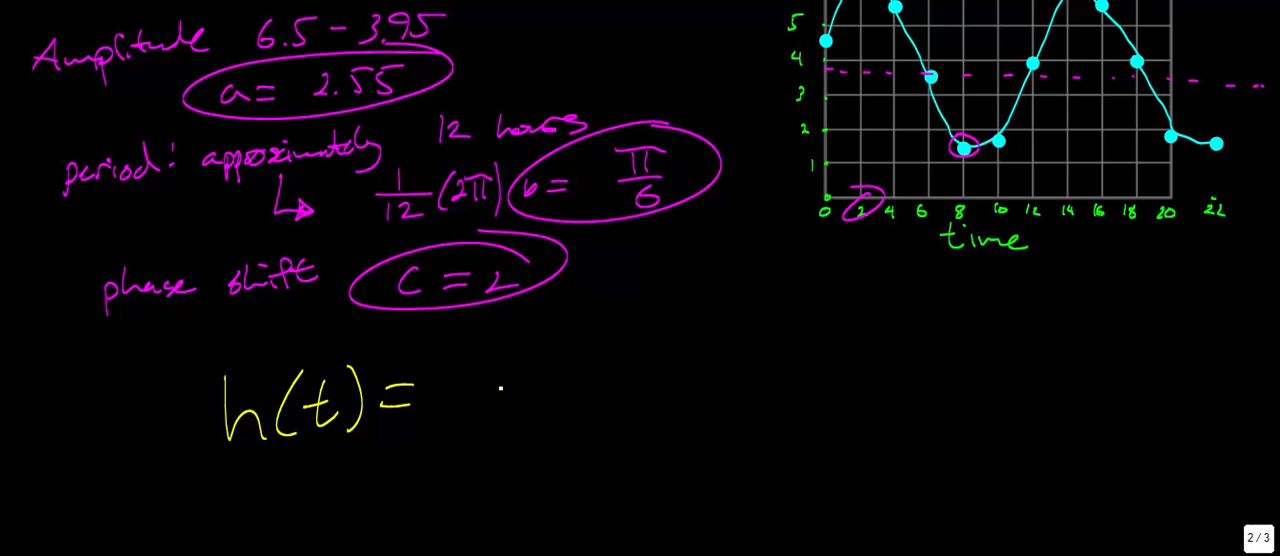 Amplitude 6.5 - 3.95
a = 2.55
period: approximately 12 hours
1/12 (2π) b = π/6
phase shift c = 2
h(t) =
5
4
3
2
1
0
0 2 4 6 8 10 12 14 16 18 20 22
time
2/3